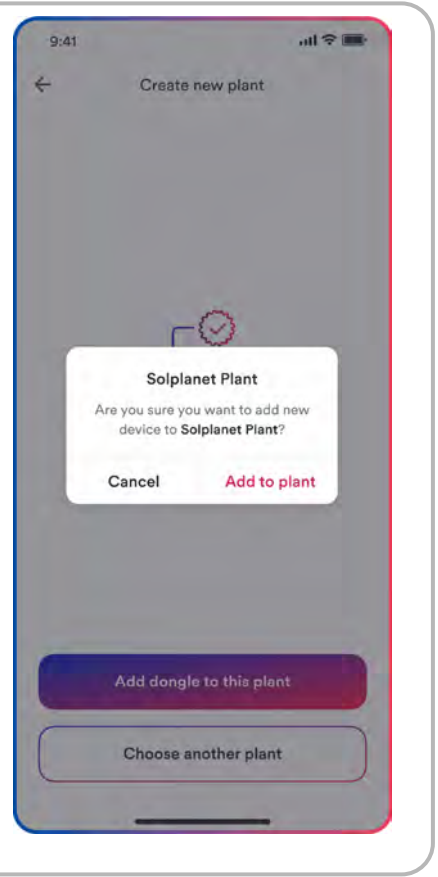 9:41
Create new plant
Solplanet Plant
Are you sure you want to add new
device to Solplanet Plant?
Cancel Add to plant
Add dongle to this plant
Choose another plant